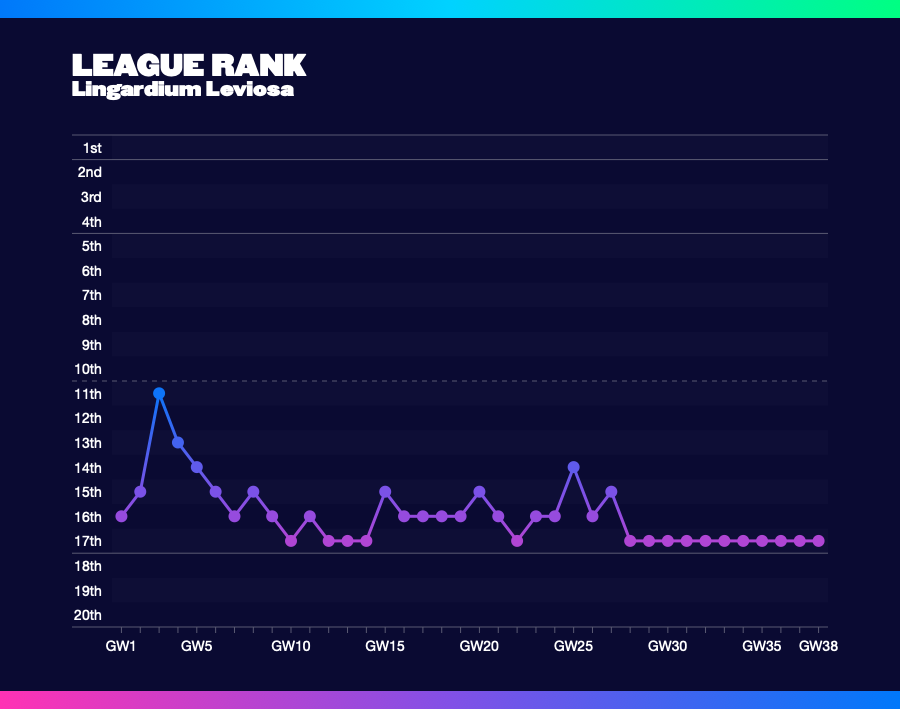 LEAGUE RANK
Lingardium Leviosa
1st
2nd
3rd
4th
5th
6th
7th
8th
9th
10th
11th
12th
13th
14th
15th
16th
17th
18th
19th
20th
GW1 GW5 GW10 GW15 GW20 GW25 GW30 GW35 GW38